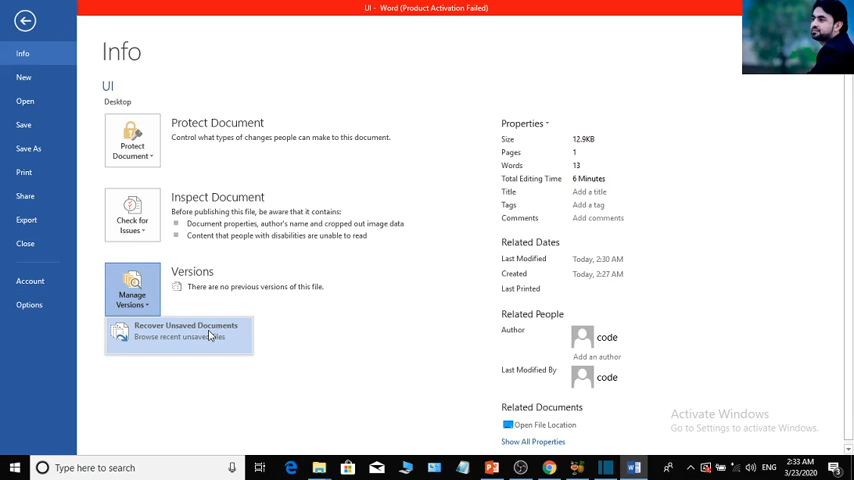 UI - Word (Product Activation Failed)
Info
New
Open
Save
Save As
Print
Share
Export
Close
Account
Options
Info
UI
Desktop
Protect Document
Control what types of changes people can make to this document.
Protect
Document
Inspect Document
Before publishing this file, be aware that it contains:
Document properties, author's name and cropped out image data
Content that people with disabilities are unable to read
Check for
Issues
Versions
There are no previous versions of this file.
Manage
Versions
Recover Unsaved Documents
Browse recent unsaved files
Properties
Size 12.9KB
Pages 1
Words 13
Total Editing Time 6 Minutes
Title Add a title
Tags Add a tag
Comments Add comments
Related Dates
Last Modified Today, 2:30 AM
Created Today, 2:27 AM
Last Printed
Related People
Author code
Add an author
Last Modified By code
Related Documents
Open File Location
Show All Properties
Activate Windows
Go to Settings to activate Windows.
Type here to search
ENG
2:33 AM
3/23/2020